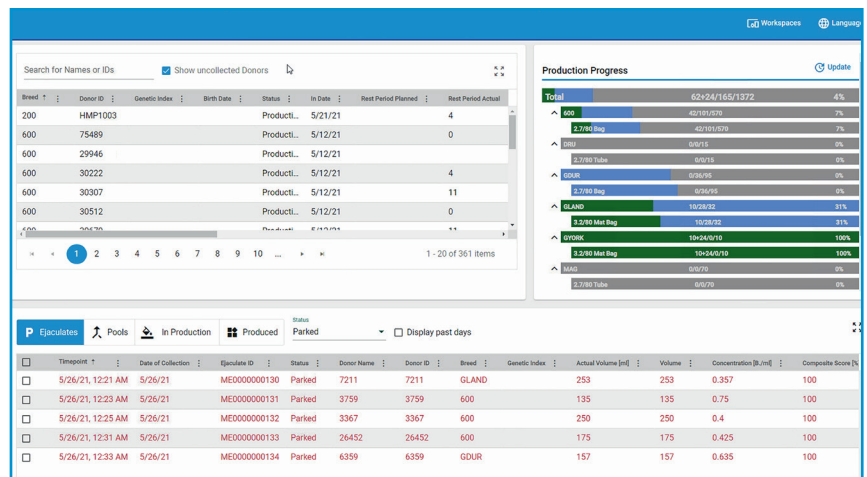 Workspaces Language
Search for Names or IDs Show uncollected Donors
Breed ↑ Donor ID Genetic Index Birth Date Status In Date Rest Period Planned Rest Period Actual
200 HMP1003 Producti... 5/21/21 4
600 75489 Producti... 5/12/21 0
600 29946 Producti... 5/12/21
600 30222 Producti... 5/12/21 4
600 30307 Producti... 5/12/21 11
600 30512 Producti... 5/12/21 0
1 2 3 4 5 6 7 8 9 10 ... 1 - 20 of 361 items
Production Progress Update
Total 62+24/165/1372 4%
600 42/101/570 7%
2.7/80 Bag 42/101/570 7%
DRU 0/0/15 0%
2.7/80 Tube 0/0/15 0%
GDUR 0/36/95 0%
2.7/80 Bag 0/36/95 0%
GLAND 10/28/32 31%
3.2/80 Mat Bag 10/28/32 31%
GYORK 10+24/0/10 100%
3.2/80 Mat Bag 10+24/0/10 100%
MAG 0/0/70 0%
2.7/80 Tube 0/0/70 0%
P Ejaculates Pools In Production Produced Status Parked Display past days
Timepoint ↑ Date of Collection Ejaculate ID Status Donor Name Donor ID Breed Genetic Index Actual Volume [ml] Volume Concentration [B./ml] Composite Score [%
5/26/21, 12:21 AM 5/26/21 ME0000000130 Parked 7211 7211 GLAND 253 253 0.357 100
5/26/21, 12:23 AM 5/26/21 ME0000000131 Parked 3759 3759 600 135 135 0.75 100
5/26/21, 12:25 AM 5/26/21 ME0000000132 Parked 3367 3367 600 250 250 0.4 100
5/26/21, 12:31 AM 5/26/21 ME0000000133 Parked 26452 26452 600 175 175 0.425 100
5/26/21, 12:33 AM 5/26/21 ME0000000134 Parked 6359 6359 GDUR 157 157 0.635 100